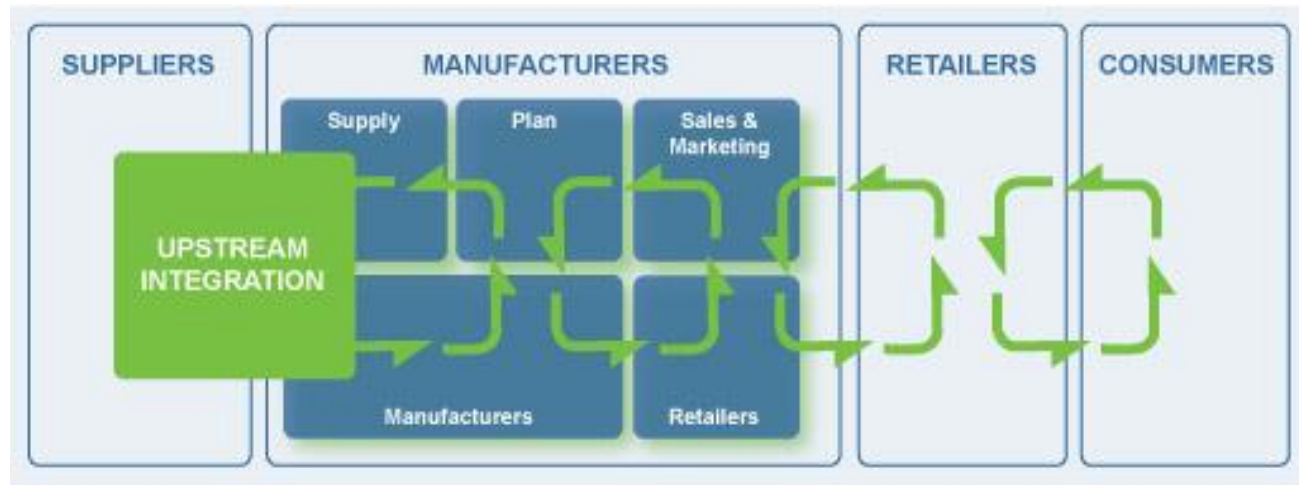 SUPPLIERS
MANUFACTURERS
RETAILERS
CONSUMERS
Supply
Plan
Sales &
Marketing
UPSTREAM
INTEGRATION
Manufacturers
Retailers